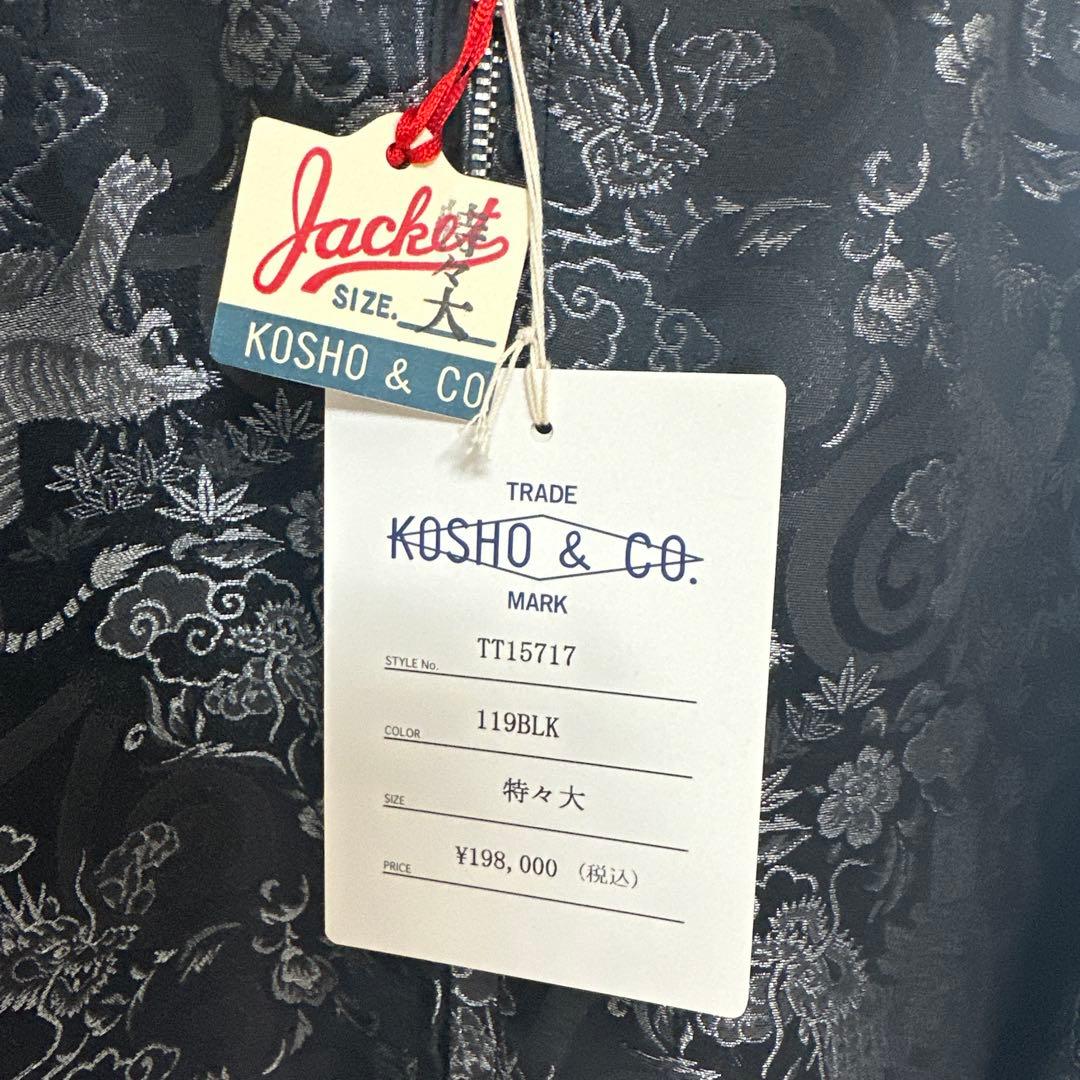 Jacket
SIZE. 特々大
KOSHO & CO
TRADE
KOSHO & CO.
MARK
STYLE No. TT15717
COLOR 119BLK
SIZE 特々大
PRICE ¥198,000 (税込)